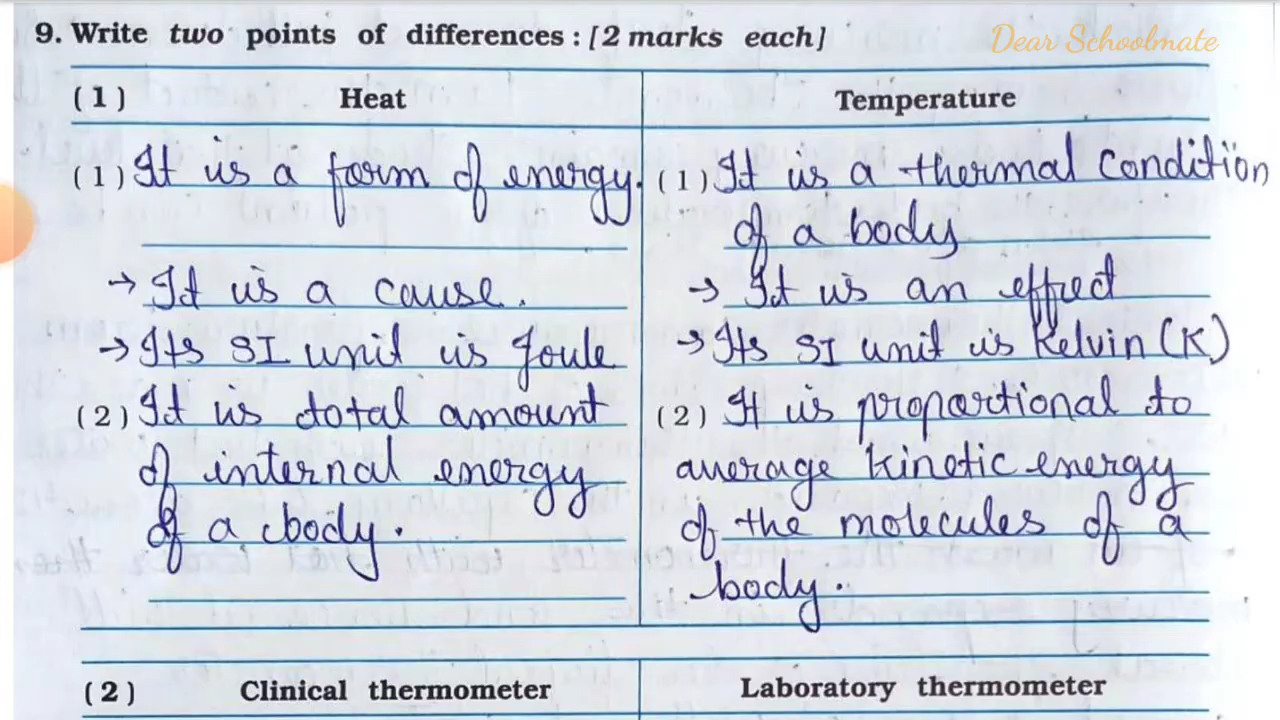 9. Write two points of differences : [2 marks each]
Dear Schoolmate
(1) Heat
Temperature
(1) It is a form of energy.
→ It is a cause.
→ Its SI unit is Joule
(2) It is total amount
of internal energy
of a body.
(1) It is a thermal condition
of a body
→ It is an effect
→ Its SI unit is Kelvin (K)
(2) It is proportional to
average kinetic energy
of the molecules of a
body.
(2) Clinical thermometer
Laboratory thermometer